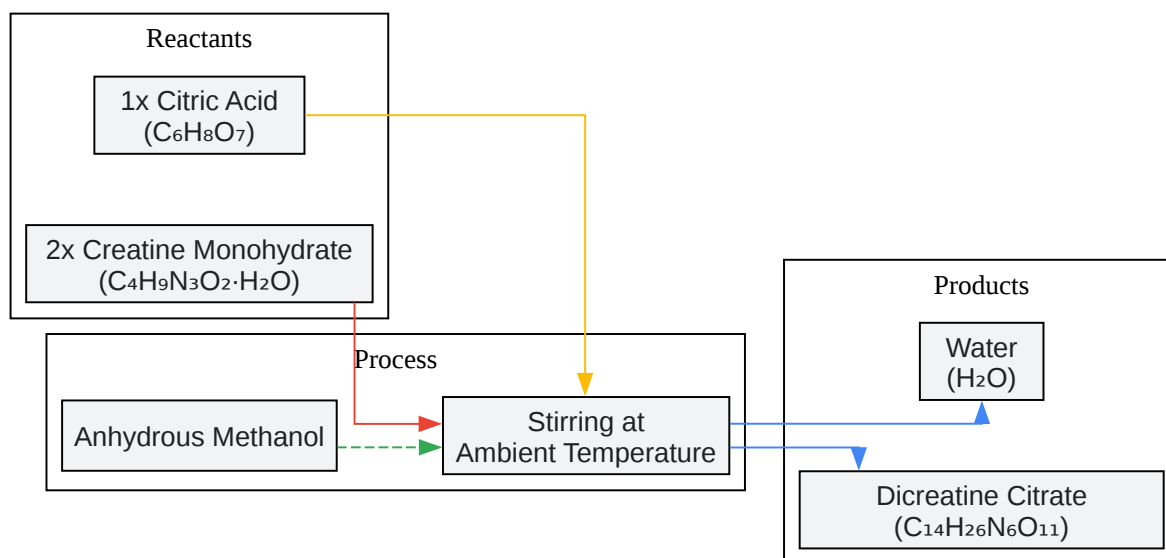 Reactants
1x Citric Acid
(C₆H₈O₇)
2x Creatine Monohydrate
(C₄H₉N₃O₂·H₂O)
Process
Anhydrous Methanol
Stirring at
Ambient Temperature
Products
Water
(H₂O)
Dicreatine Citrate
(C₁₄H₂₆N₆O₁₁)